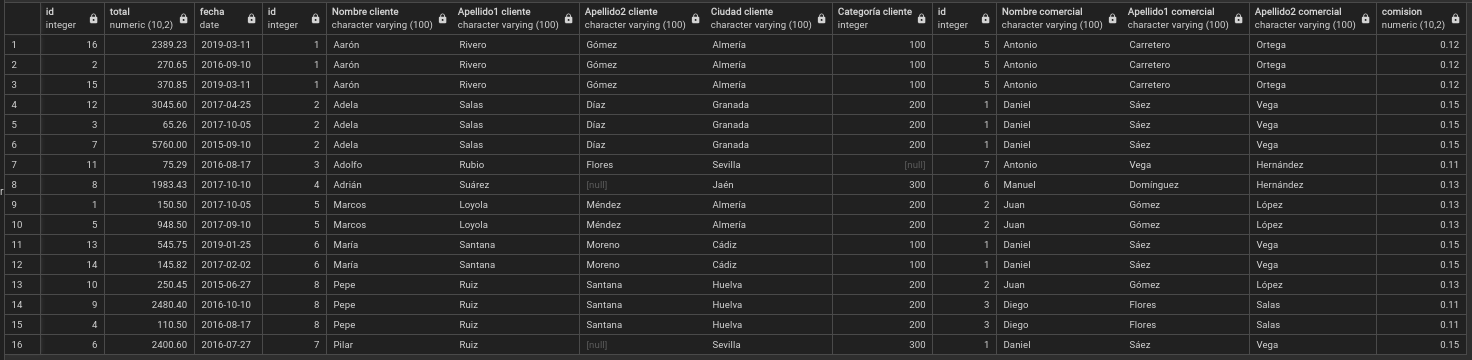 id total fecha id Nombre cliente Apellido1 cliente Apellido2 cliente Ciudad cliente Categoría cliente id Nombre comercial Apellido1 comercial Apellido2 comercial comision
integer numeric (10,2) date integer character varying (100) character varying (100) character varying (100) character varying (100) integer integer character varying (100) character varying (100) character varying (100) numeric (10,2)
1 16 2389.23 2019-03-11 1 Aarón Rivero Gómez Almería 100 5 Antonio Carretero Ortega 0.12
2 2 270.65 2016-09-10 1 Aarón Rivero Gómez Almería 100 5 Antonio Carretero Ortega 0.12
3 15 370.85 2019-03-11 1 Aarón Rivero Gómez Almería 100 5 Antonio Carretero Ortega 0.12
4 12 3045.60 2017-04-25 2 Adela Salas Díaz Granada 200 1 Daniel Sáez Vega 0.15
5 3 65.26 2017-10-05 2 Adela Salas Díaz Granada 200 1 Daniel Sáez Vega 0.15
6 7 5760.00 2015-09-10 2 Adela Salas Díaz Granada 200 1 Daniel Sáez Vega 0.15
7 11 75.29 2016-08-17 3 Adolfo Rubio Flores Sevilla [null] 7 Antonio Vega Hernández 0.11
r
8 8 1983.43 2017-10-10 4 Adrián Suárez [null] Jaén 300 6 Manuel Domínguez Hernández 0.13
9 1 150.50 2017-10-05 5 Marcos Loyola Méndez Almería 200 2 Juan Gómez López 0.13
10 5 948.50 2017-09-10 5 Marcos Loyola Méndez Almería 200 2 Juan Gómez López 0.13
11 13 545.75 2019-01-25 6 María Santana Moreno Cádiz 100 1 Daniel Sáez Vega 0.15
12 14 145.82 2017-02-02 6 María Santana Moreno Cádiz 100 1 Daniel Sáez Vega 0.15
13 10 250.45 2015-06-27 8 Pepe Ruiz Santana Huelva 200 2 Juan Gómez López 0.13
14 9 2480.40 2016-10-10 8 Pepe Ruiz Santana Huelva 200 3 Diego Flores Salas 0.11
15 4 110.50 2016-08-17 8 Pepe Ruiz Santana Huelva 200 3 Diego Flores Salas 0.11
16 6 2400.60 2016-07-27 7 Pilar Ruiz [null] Sevilla 300 1 Daniel Sáez Vega 0.15